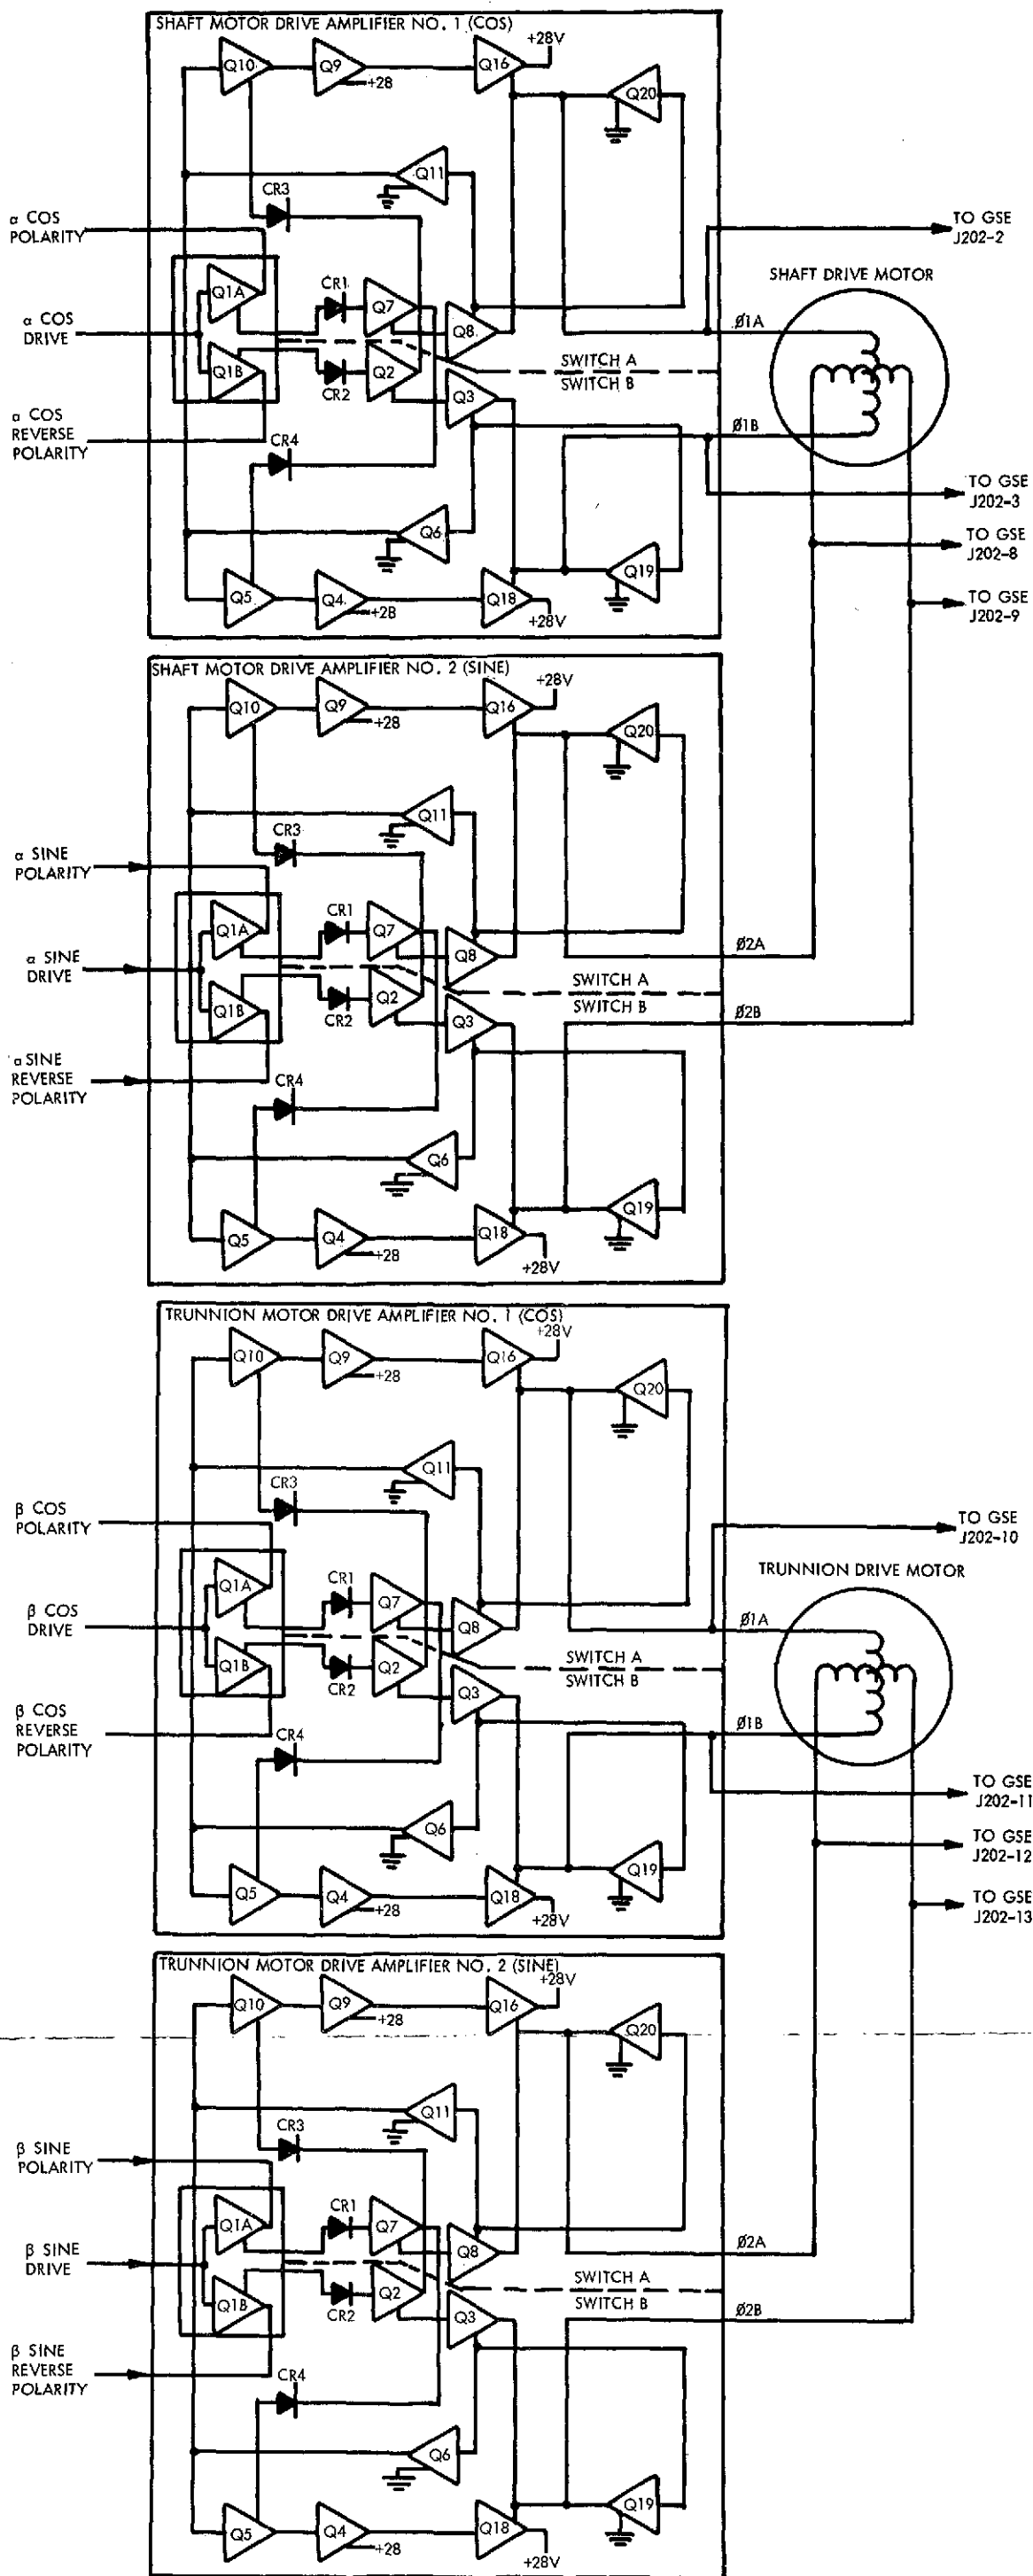 SHAFT MOTOR DRIVE AMPLIFIER NO. 1 (COS)
+28V
Q10
Q9
+28
Q16
Q20
Q11
CR3
α COS
POLARITY
TO GSE
J202-2
SHAFT DRIVE MOTOR
Q1A
CR1
Q7
α COS
DRIVE
Q8
Ø1A
SWITCH A
SWITCH B
Q1B
CR2
Q2
Q3
α COS
REVERSE
POLARITY
CR4
Ø1B
TO GSE
J202-3
Q6
TO GSE
J202-8
Q5
Q4
+28
Q18
+28V
Q19
TO GSE
J202-9
SHAFT MOTOR DRIVE AMPLIFIER NO. 2 (SINE)
+28V
Q10
Q9
+28
Q16
Q20
Q11
CR3
α SINE
POLARITY
Q1A
CR1
Q7
Q8
Ø2A
α SINE
DRIVE
SWITCH A
SWITCH B
Q1B
CR2
Q2
Q3
Ø2B
α SINE
REVERSE
POLARITY
CR4
Q6
Q19
Q5
Q4
+28
Q18
+28V
TRUNNION MOTOR DRIVE AMPLIFIER NO. 1 (COS)
+28V
Q10
Q9
+28
Q16
Q20
Q11
CR3
β COS
POLARITY
TO GSE
J202-10
TRUNNION DRIVE MOTOR
Q1A
CR1
Q7
β COS
DRIVE
Q8
Ø1A
SWITCH A
SWITCH B
Q1B
CR2
Q2
Q3
β COS
REVERSE
POLARITY
CR4
Ø1B
TO GSE
J202-11
Q6
TO GSE
J202-12
Q5
Q4
+28
Q18
+28V
Q19
TO GSE
J202-13
TRUNNION MOTOR DRIVE AMPLIFIER NO. 2 (SINE)
+28V
Q10
Q9
+28
Q16
Q20
Q11
CR3
β SINE
POLARITY
Q1A
CR1
Q7
Q8
Ø2A
β SINE
DRIVE
SWITCH A
SWITCH B
Q1B
CR2
Q2
Q3
Ø2B
β SINE
REVERSE
POLARITY
CR4
Q6
Q19
Q5
Q4
+28
Q18
+28V